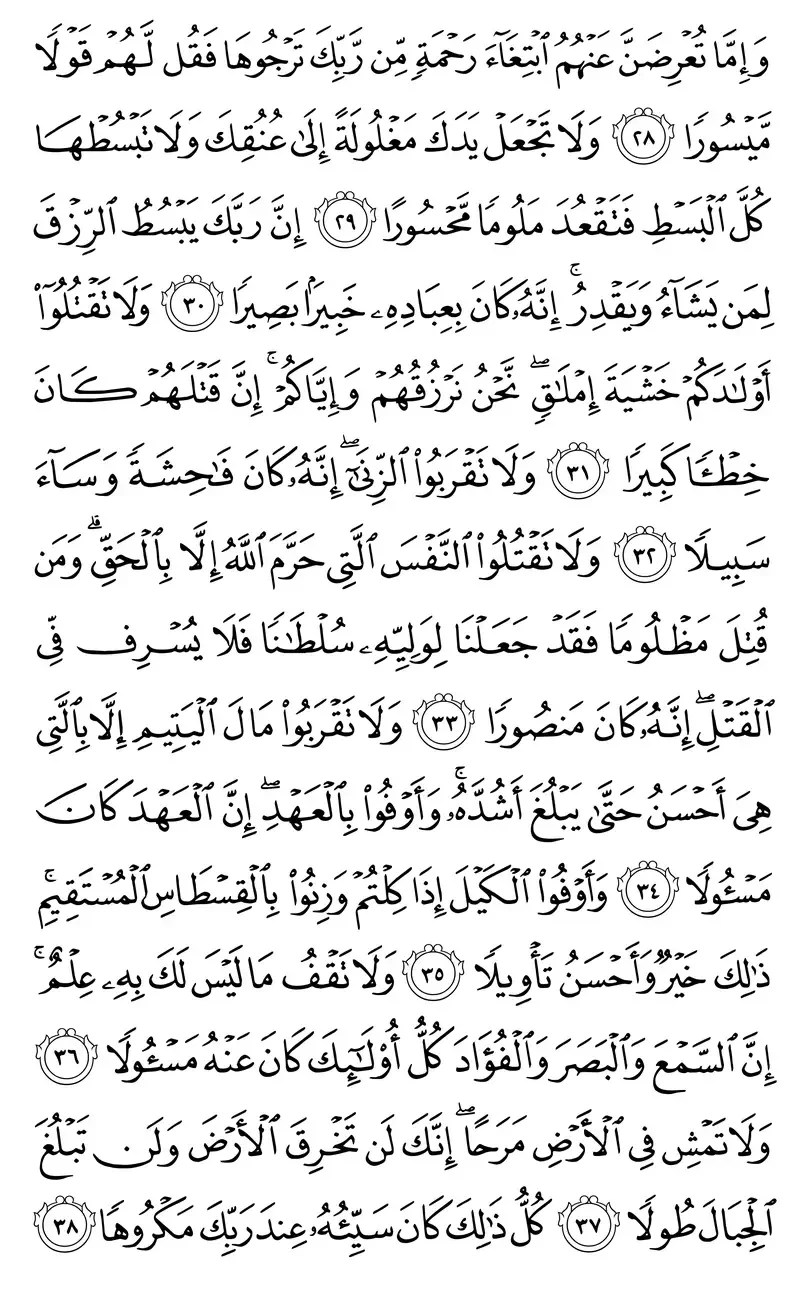 وَإِمَّا تُعْرِضَنَّ عَنْهُمُ ٱبْتِغَآءَ رَحْمَةٍ مِّن رَّبِّكَ تَرْجُوهَا فَقُل لَّهُمْ قَوْلًا
مَّيْسُورًا ٢٨ وَلَا تَجْعَلْ يَدَكَ مَغْلُولَةً إِلَىٰ عُنُقِكَ وَلَا تَبْسُطْهَا
كُلَّ ٱلْبَسْطِ فَتَقْعُدَ مَلُومًا مَّحْسُورًا ٢٩ إِنَّ رَبَّكَ يَبْسُطُ ٱلرِّزْقَ
لِمَن يَشَآءُ وَيَقْدِرُ ۚ إِنَّهُۥ كَانَ بِعِبَادِهِۦ خَبِيرًۢا بَصِيرًا ٣٠ وَلَا تَقْتُلُوٓا۟
أَوْلَـٰدَكُمْ خَشْيَةَ إِمْلَـٰقٍ ۖ نَّحْنُ نَرْزُقُهُمْ وَإِيَّاكُمْ ۚ إِنَّ قَتْلَهُمْ كَانَ
خِطْـًٔا كَبِيرًا ٣١ وَلَا تَقْرَبُوا۟ ٱلزِّنَىٰٓ ۖ إِنَّهُۥ كَانَ فَـٰحِشَةً وَسَآءَ
سَبِيلًا ٣٢ وَلَا تَقْتُلُوا۟ ٱلنَّفْسَ ٱلَّتِى حَرَّمَ ٱللَّهُ إِلَّا بِٱلْحَقِّ ۗ وَمَن
قُتِلَ مَظْلُومًا فَقَدْ جَعَلْنَا لِوَلِيِّهِۦ سُلْطَـٰنًا فَلَا يُسْرِف فِّى
ٱلْقَتْلِ ۖ إِنَّهُۥ كَانَ مَنصُورًا ٣٣ وَلَا تَقْرَبُوا۟ مَالَ ٱلْيَتِيمِ إِلَّا بِٱلَّتِى
هِىَ أَحْسَنُ حَتَّىٰ يَبْلُغَ أَشُدَّهُۥ ۚ وَأَوْفُوا۟ بِٱلْعَهْدِ ۖ إِنَّ ٱلْعَهْدَ كَانَ
مَسْـُٔولًا ٣٤ وَأَوْفُوا۟ ٱلْكَيْلَ إِذَا كِلْتُمْ وَزِنُوا۟ بِٱلْقِسْطَاسِ ٱلْمُسْتَقِيمِ ۚ
ذَٰلِكَ خَيْرٌ وَأَحْسَنُ تَأْوِيلًا ٣٥ وَلَا تَقْفُ مَا لَيْسَ لَكَ بِهِۦ عِلْمٌ ۚ
إِنَّ ٱلسَّمْعَ وَٱلْبَصَرَ وَٱلْفُؤَادَ كُلُّ أُو۟لَـٰٓئِكَ كَانَ عَنْهُ مَسْـُٔولًا ٣٦
وَلَا تَمْشِ فِى ٱلْأَرْضِ مَرَحًا ۖ إِنَّكَ لَن تَخْرِقَ ٱلْأَرْضَ وَلَن تَبْلُغَ
ٱلْجِبَالَ طُولًا ٣٧ كُلُّ ذَٰلِكَ كَانَ سَيِّئُهُۥ عِندَ رَبِّكَ مَكْرُوهًا ٣٨